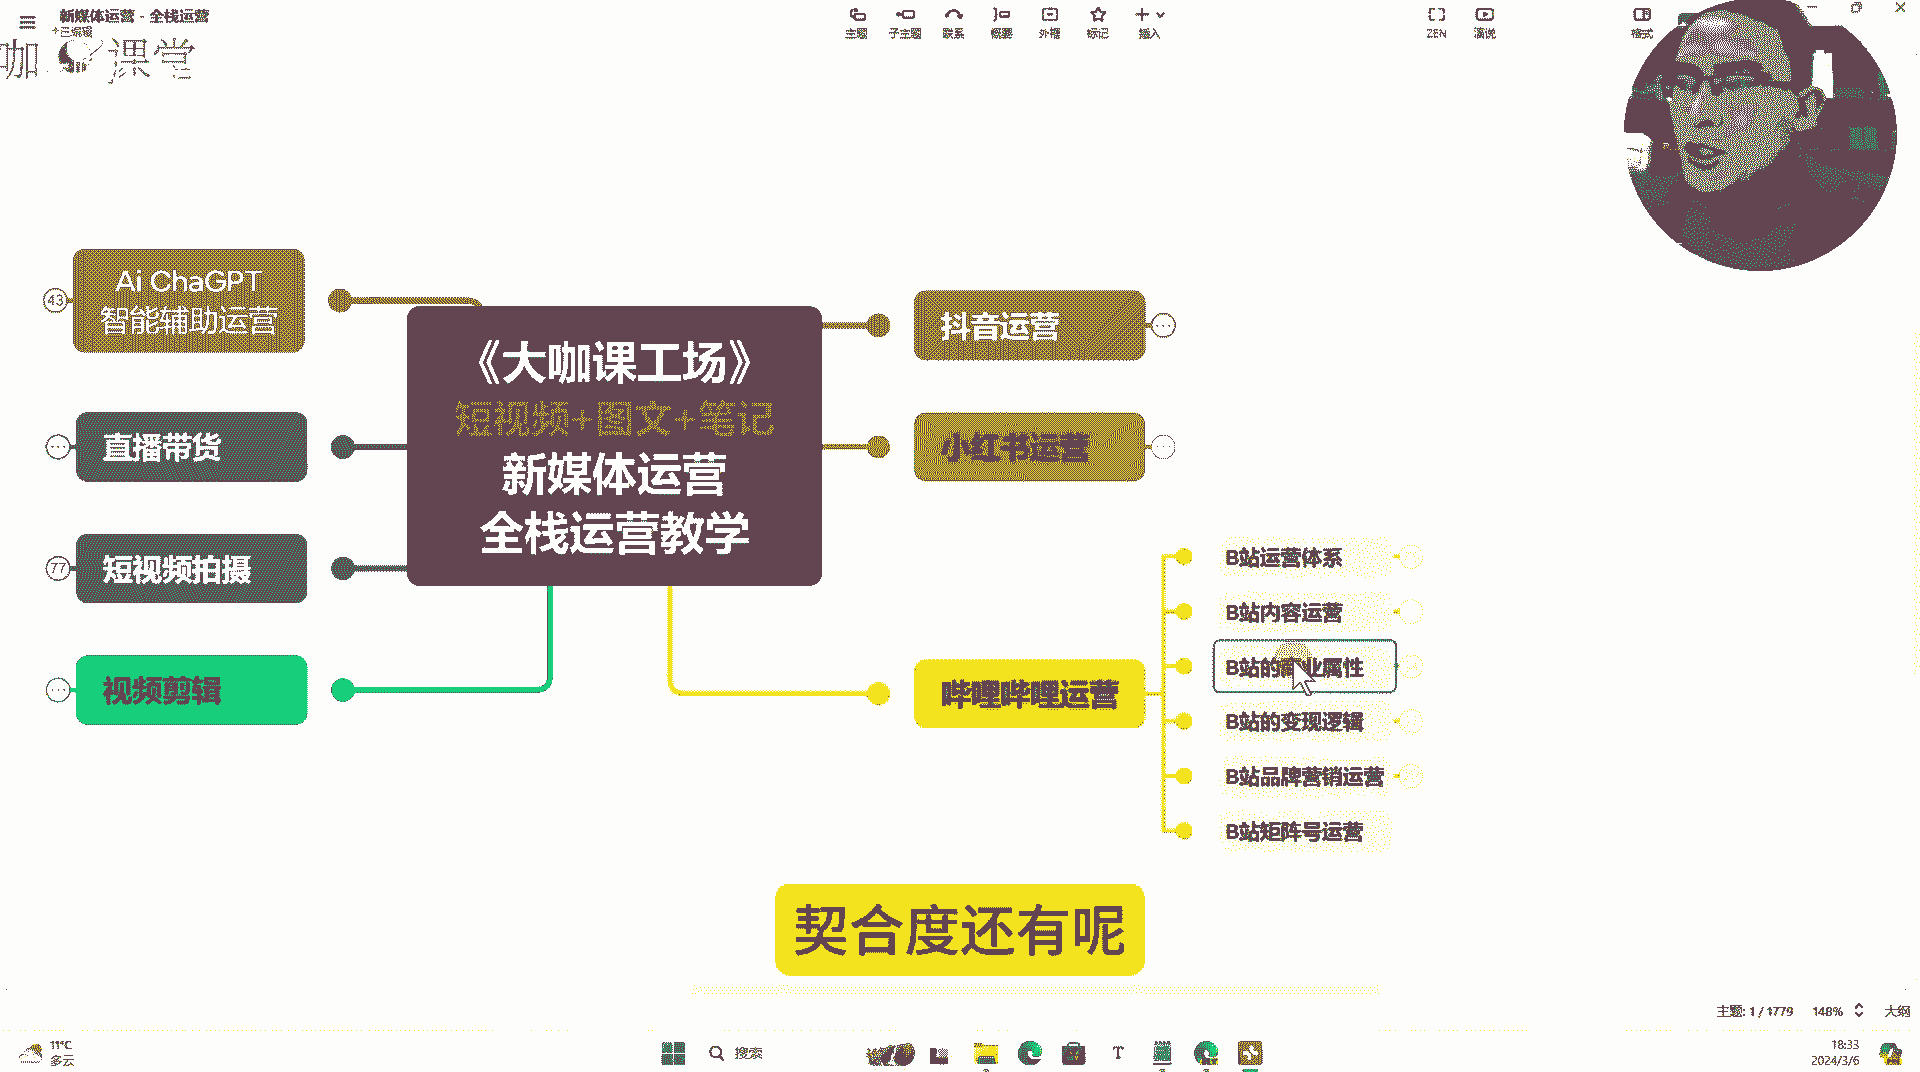 新媒体运营 - 全栈运营
已编辑
咖 课堂
主题
子主题
联系
概要
外框
标记
插入
ZEN
演说
格式
43
Ai ChaGPT
智能辅助运营
直播带货
77
短视频拍摄
视频剪辑
《大咖课工场》
短视频+图文+笔记
新媒体运营
全栈运营教学
抖音运营
小红书运营
哔哩哔哩运营
B站运营体系
B站内容运营
B站的商业属性
B站的变现逻辑
B站品牌营销运营
B站矩阵号运营
契合度还有呢
主题: 1 / 1779
148%
大纲
11°C
多云
搜索
18:33
2024/3/6